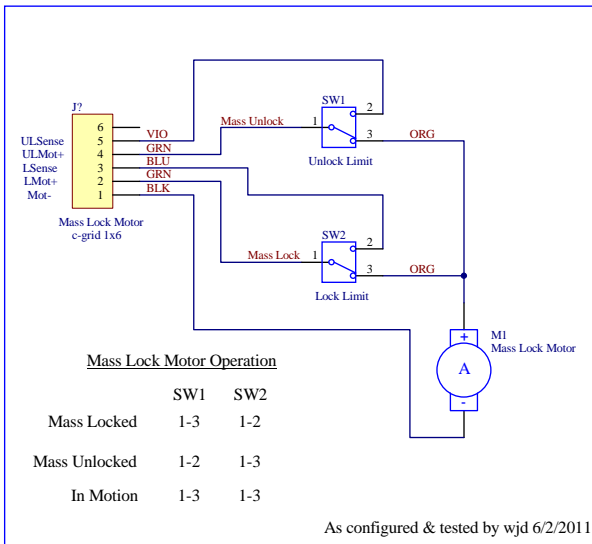 J?
6
ULSense 5 VIO
ULMot+ 4 GRN
LSense 3 BLU
LMot+ 2 GRN
Mot- 1 BLK
Mass Lock Motor
c-grid 1x6
SW1
Mass Unlock 1 2
3 ORG
Unlock Limit
SW2
Mass Lock 1 2
3 ORG
Lock Limit
M1
Mass Lock Motor
+
A
-
Mass Lock Motor Operation
SW1 SW2
Mass Locked 1-3 1-2
Mass Unlocked 1-2 1-3
In Motion 1-3 1-3
As configured & tested by wjd 6/2/2011